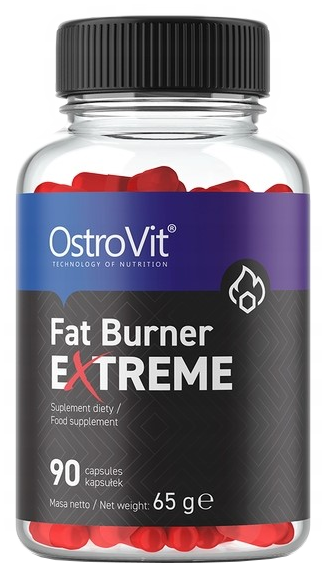 OstroVit®
TECHNOLOGY OF NUTRITION
Fat Burner
EXTREME
Suplement diety /
Food supplement
90 capsules
kapsułek
Masa netto / Net weight: 65 g℮